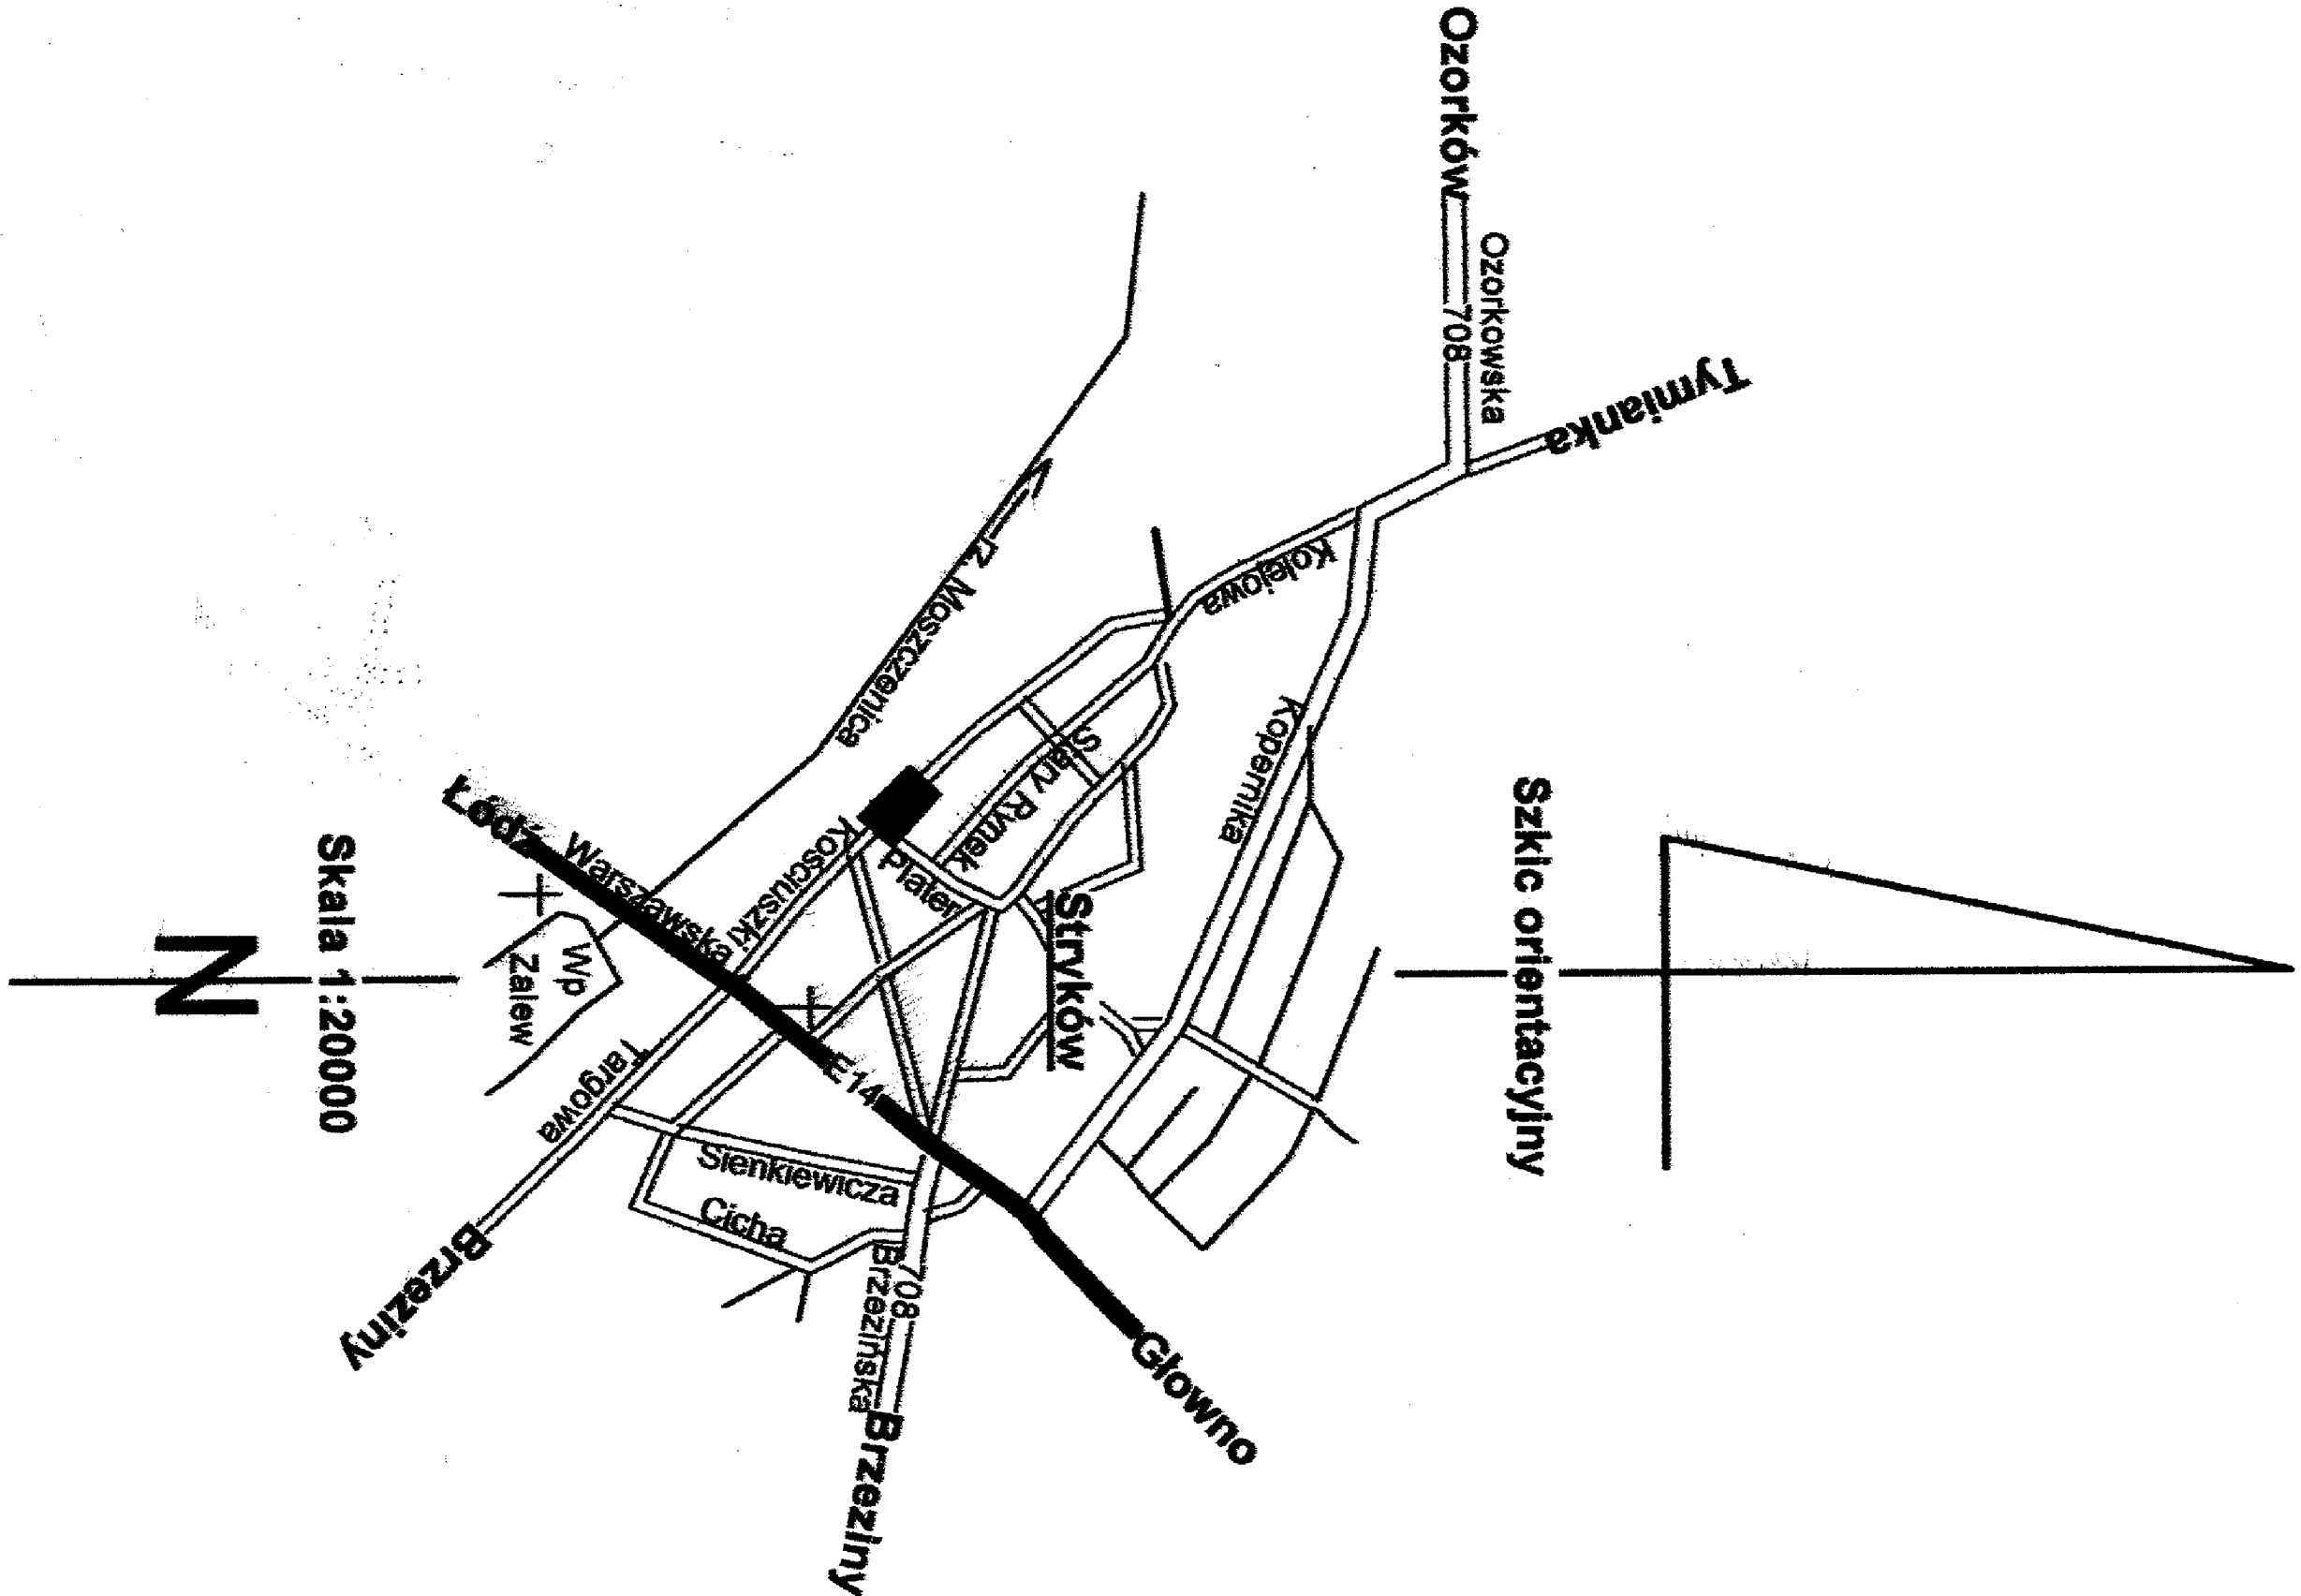 Szkic orientacyjny
Ozorków
708
Ozorkowska
Tymianka
Kolejowa
Kopernika
rz. Moszczenica
Stary Rynek
Plater
Kościuszki
Stryków
Łódź
Warszawska
E14
Wp
Zalew
Targowa
Sienkiewicza
Cicha
708
Brzezińska
Brzeziny
Brzeziny
Głowno
Skala 1:20000
N